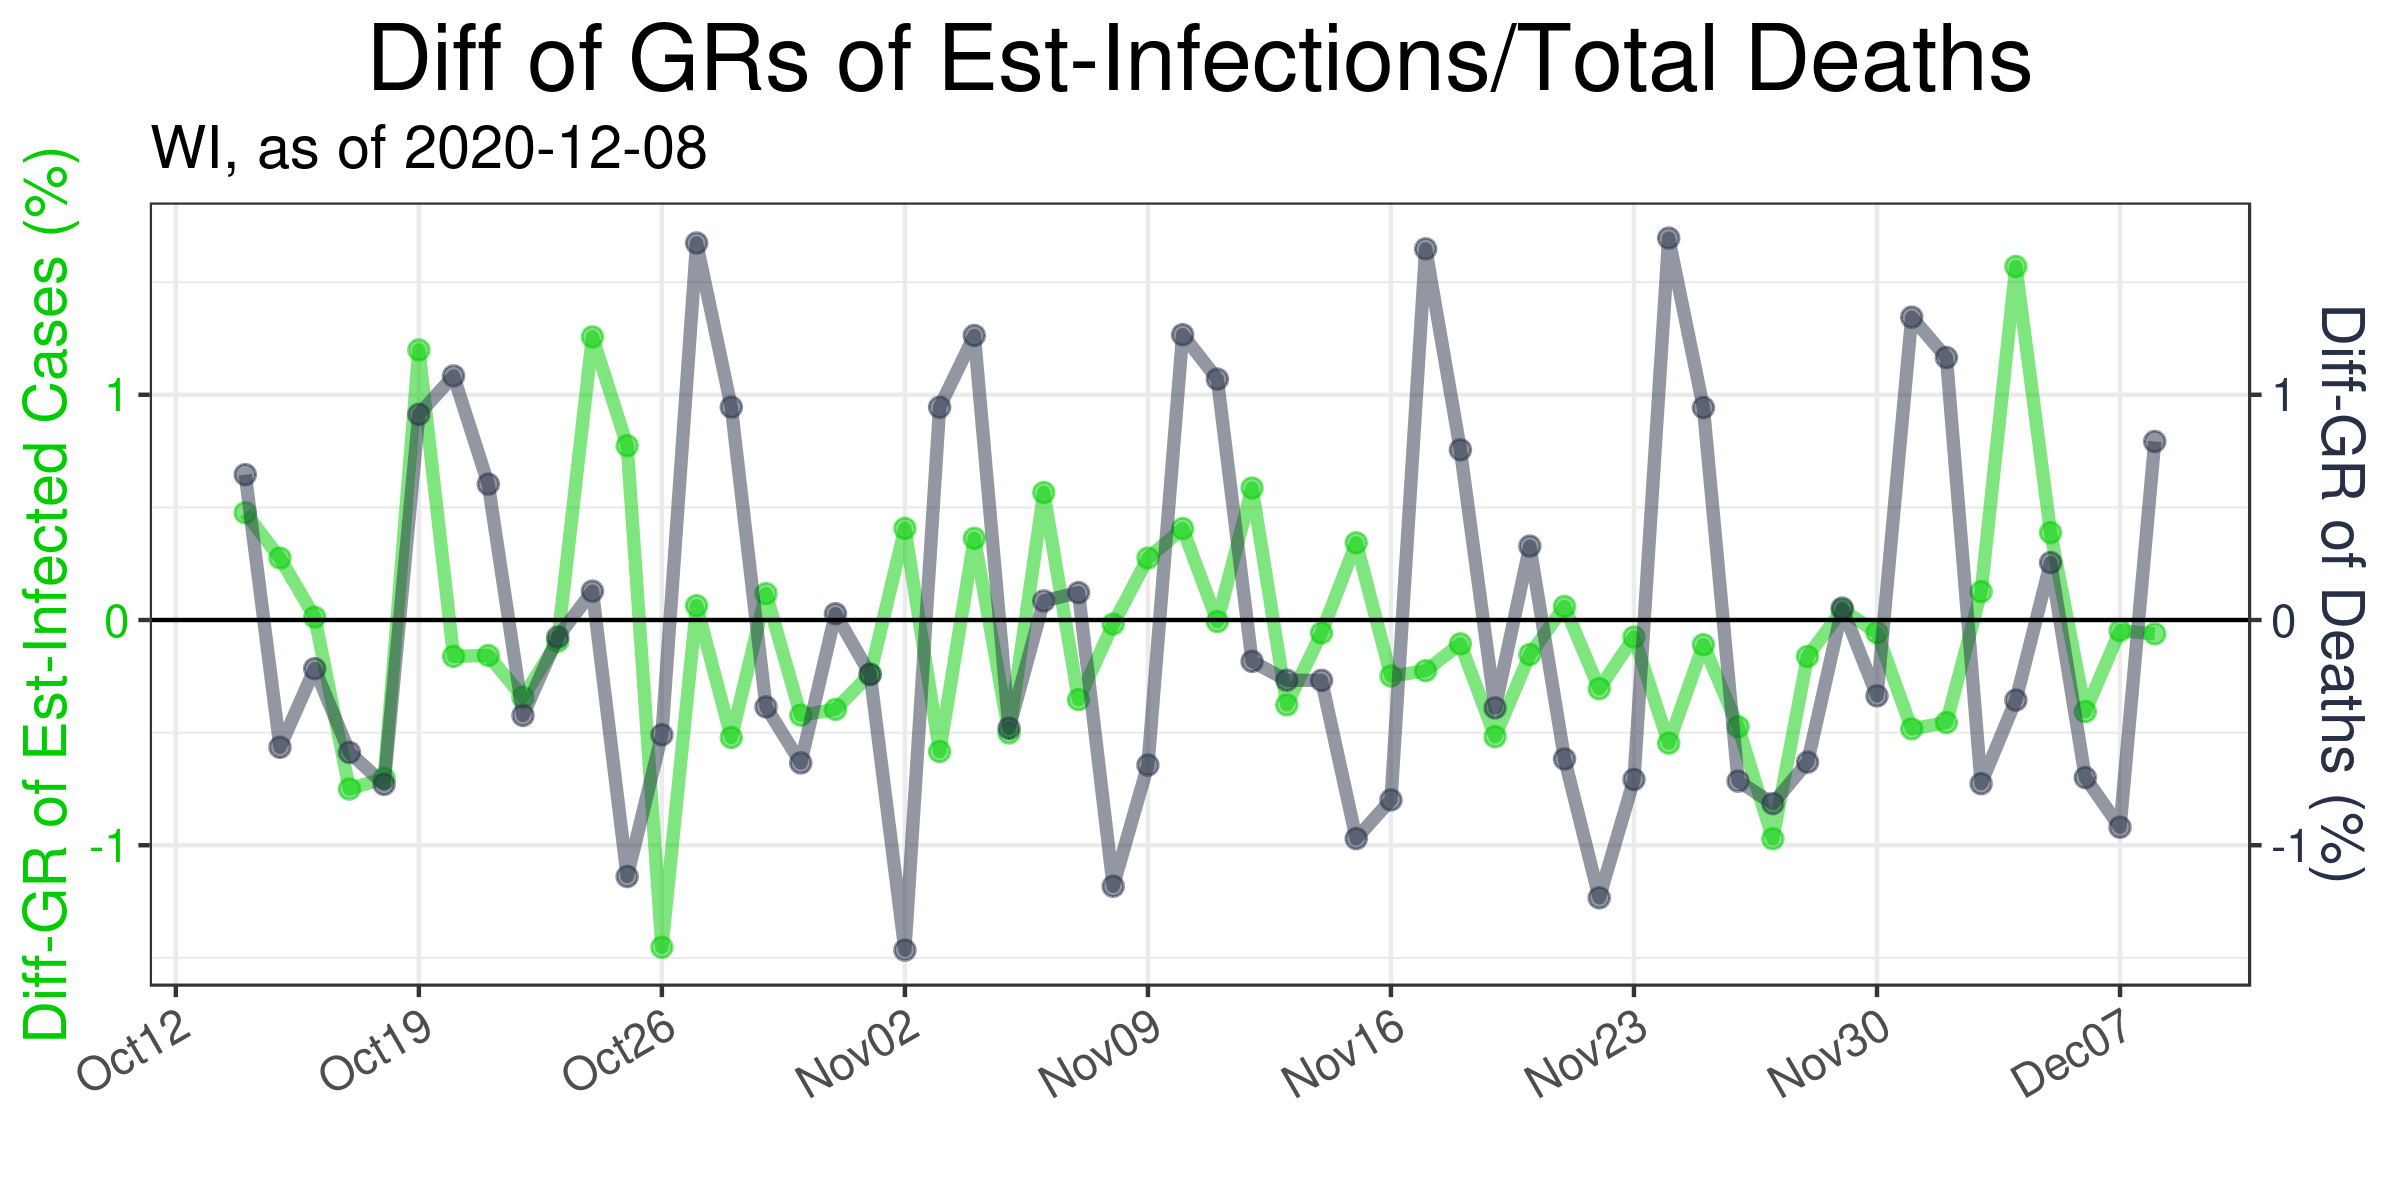 Diff of GRs of Est-Infections/Total Deaths
WI, as of 2020-12-08
Diff-GR of Est-Infected Cases (%)
1
0
-1
1
0
-1
Diff-GR of Deaths (%)
Oct12 Oct19 Oct26 Nov02 Nov09 Nov16 Nov23 Nov30 Dec07